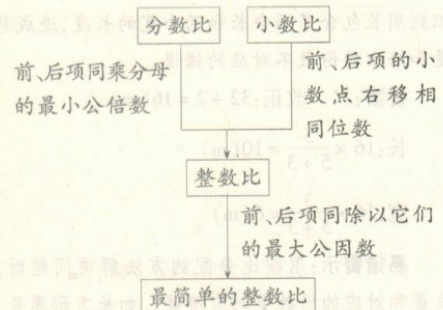 分数比 小数比
前、后项同乘分母
的最小公倍数
前、后项的小
数点右移相
同位数
整数比
前、后项同除以它们
的最大公因数
最简单的整数比